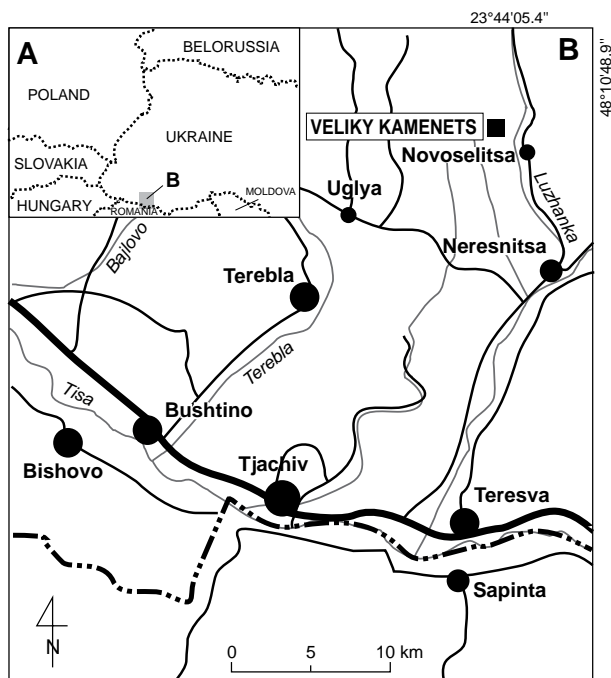 23°44'05.4"
48°10'48.9"
A
B
BELORUSSIA
POLAND
UKRAINE
SLOVAKIA
B
HUNGARY
MOLDOVA
ROMANIA
VELIKY KAMENETS
Novoselitsa
Uglya
Luzhanka
Bajlovo
Neresnitsa
Terebla
Terebla
Tisa
Bushtino
Bishovo
Tjachiv
Teresva
Sapinta
N
0 5 10 km